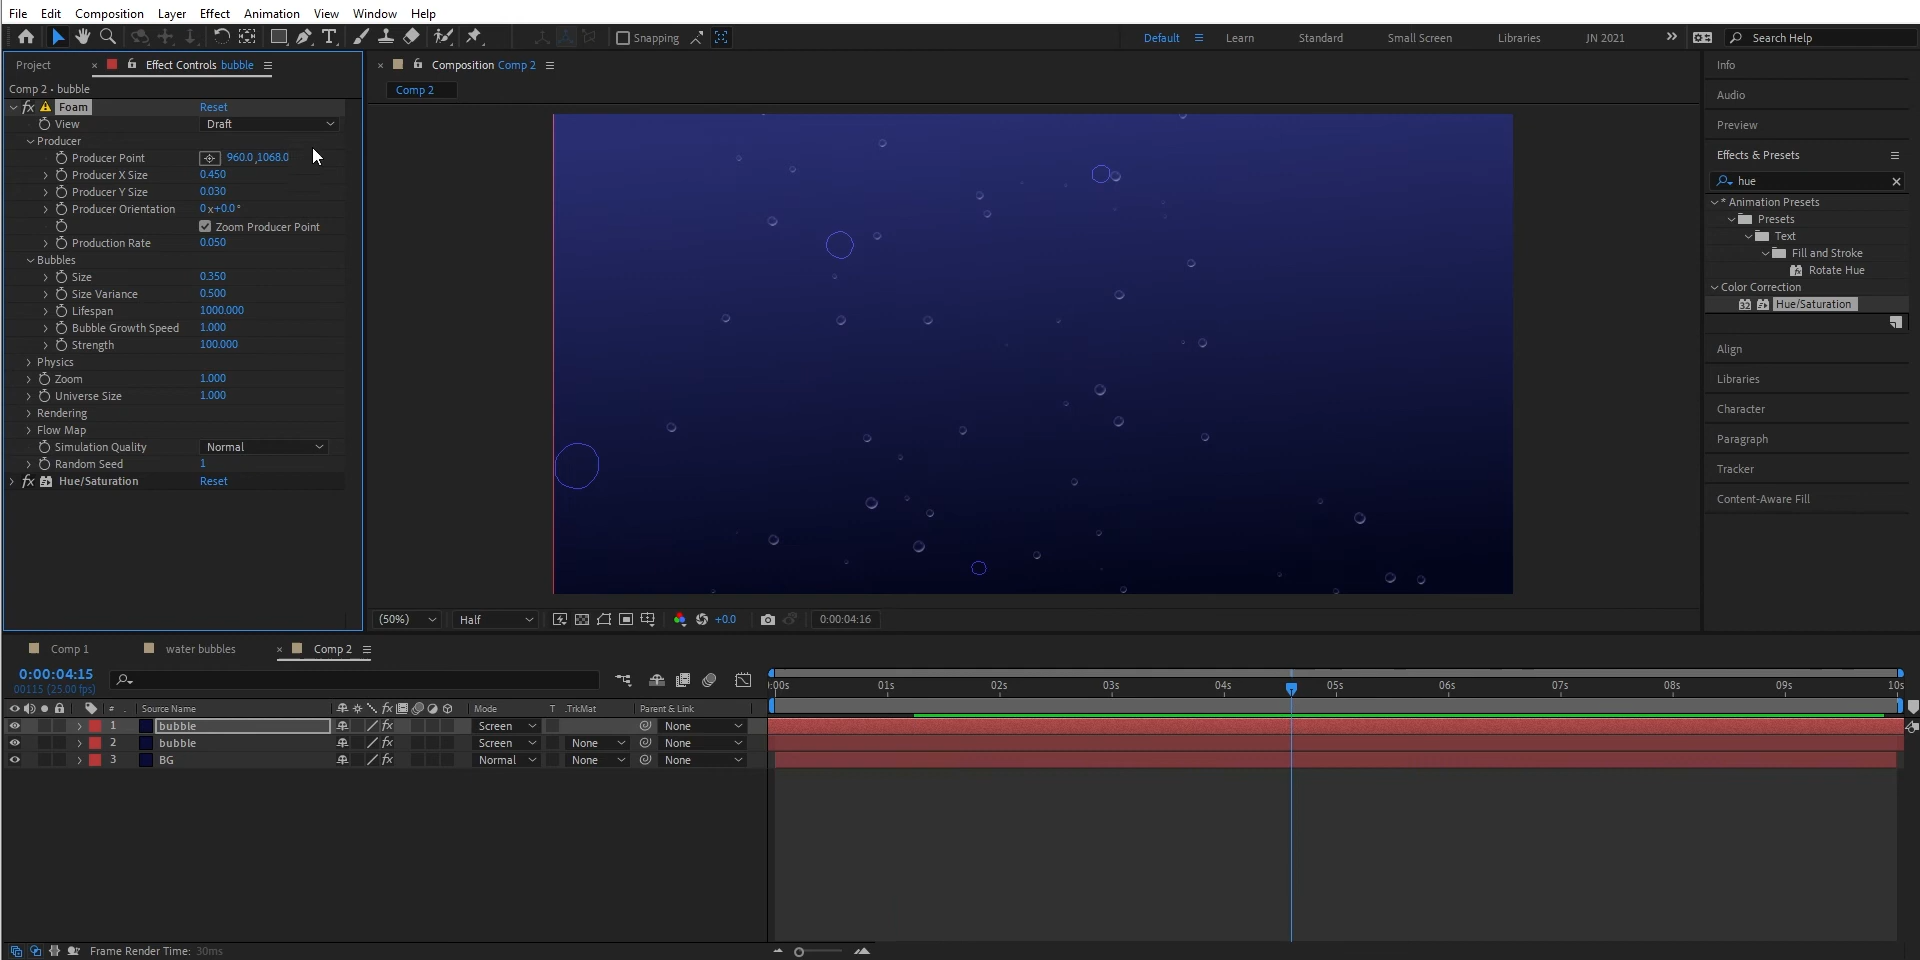 File Edit Composition Layer Effect Animation View Window Help
Snapping Default Learn Standard Small Screen Libraries JN 2021 Search Help
Project Effect Controls bubble
Comp 2 • bubble
fx Foam Reset
View Draft
Producer
Producer Point 960.0,1068.0
Producer X Size 0.450
Producer Y Size 0.030
Producer Orientation 0x+0.0°
Zoom Producer Point
Production Rate 0.050
Bubbles
Size 0.350
Size Variance 0.500
Lifespan 1000.000
Bubble Growth Speed 1.000
Strength 100.000
Physics
Zoom 1.000
Universe Size 1.000
Rendering
Flow Map
Simulation Quality Normal
Random Seed 1
fx Hue/Saturation Reset
Composition Comp 2
Comp 2
(50%) Half +0.0 0:00:04:16
Info
Audio
Preview
Effects & Presets
hue
* Animation Presets
Presets
Text
Fill and Stroke
Rotate Hue
Color Correction
32 Hue/Saturation
Align
Libraries
Character
Paragraph
Tracker
Content-Aware Fill
Comp 1 water bubbles Comp 2
0:00:04:15
00115 (25.00 fps)
:00s 01s 02s 03s 04s 05s 06s 07s 08s 09s 10s
# Source Name fx Mode T .TrkMat Parent & Link
1 bubble fx Screen None
2 bubble fx Screen None None
3 BG fx Normal None None
Frame Render Time: 30ms